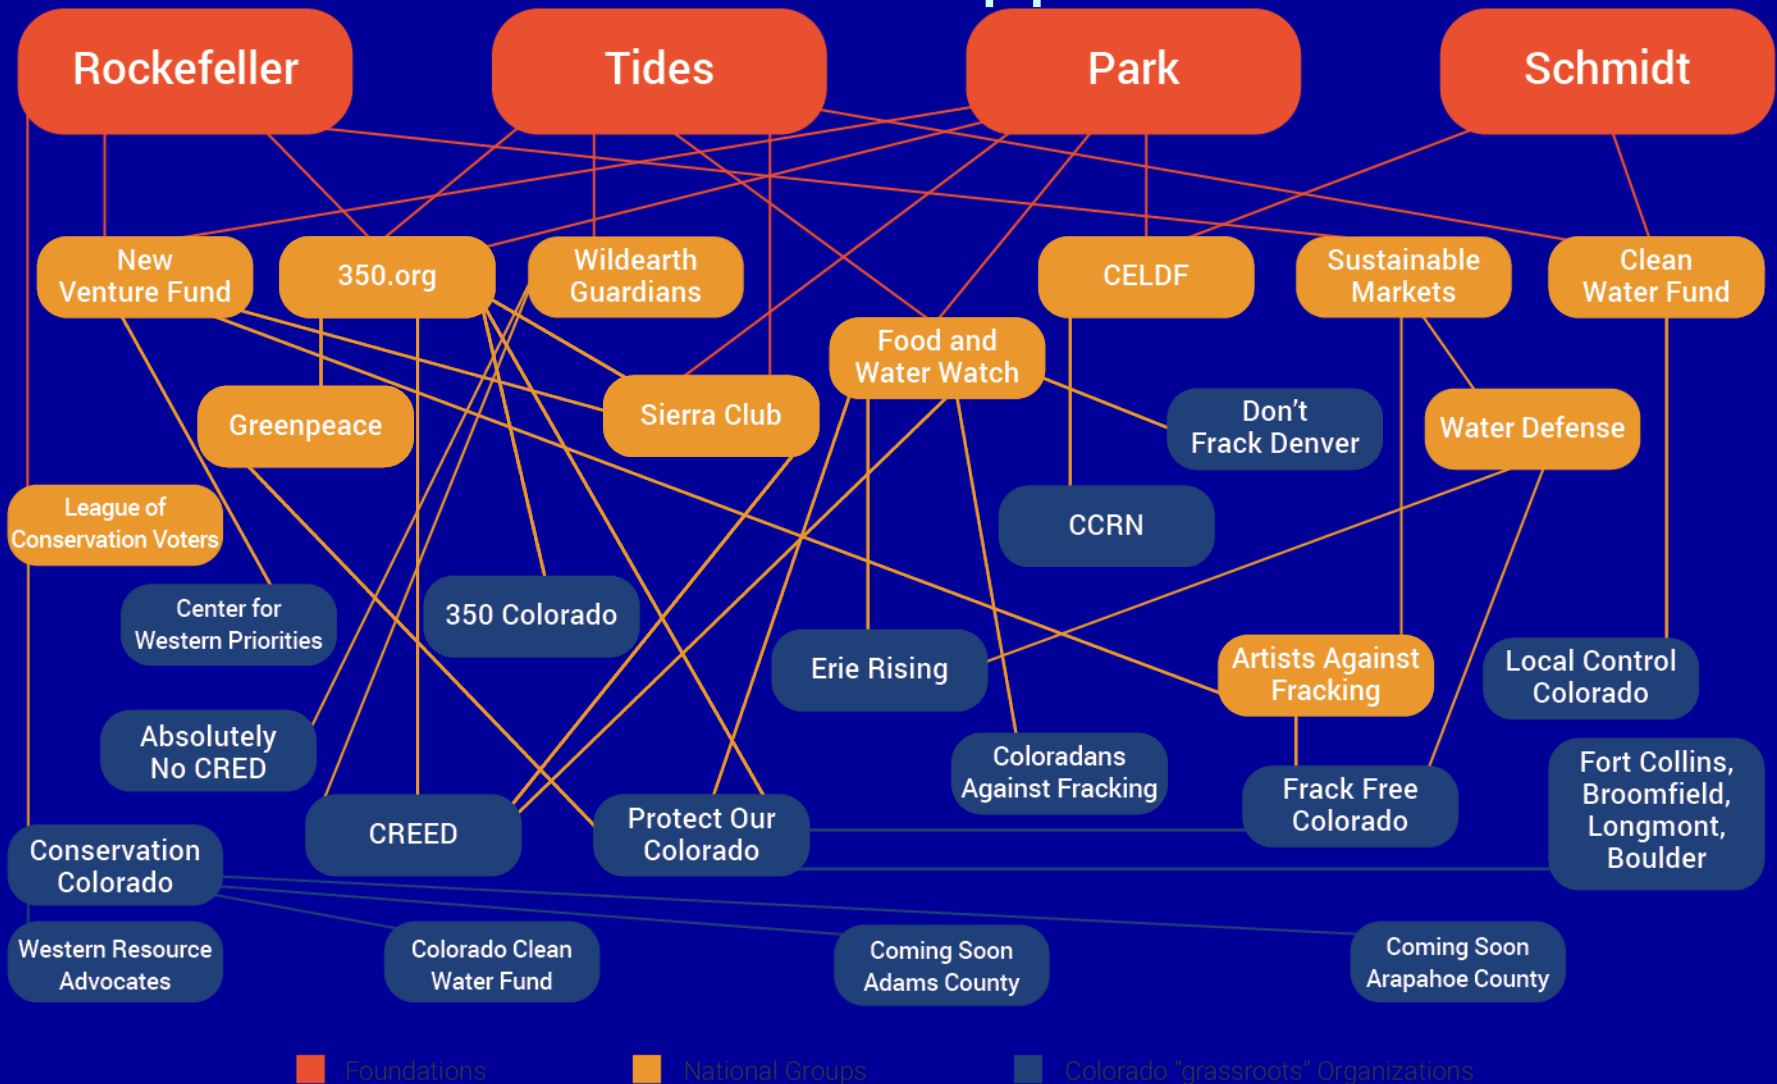 Rockefeller
Tides
Park
Schmidt
New
Venture Fund
350.org
Wildearth
Guardians
CELDF
Sustainable
Markets
Clean
Water Fund
Food and
Water Watch
Greenpeace
Sierra Club
Don’t
Frack Denver
Water Defense
League of
Conservation Voters
CCRN
Center for
Western Priorities
350 Colorado
Erie Rising
Artists Against
Fracking
Local Control
Colorado
Absolutely
No CRED
Coloradans
Against Fracking
Frack Free
Colorado
Fort Collins,
Broomfield,
Longmont,
Boulder
Conservation
Colorado
CREED
Protect Our
Colorado
Western Resource
Advocates
Colorado Clean
Water Fund
Coming Soon
Adams County
Coming Soon
Arapahoe County
Foundations
National Groups
Colorado “grassroots” Organizations